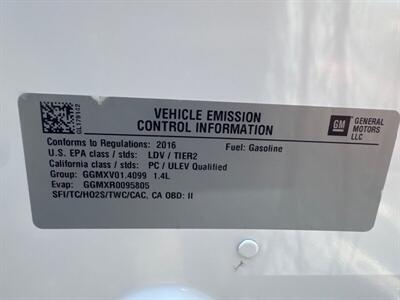 VEHICLE EMISSION
CONTROL INFORMATION
GM
GENERAL
MOTORS
LLC
Conforms to Regulations: 2016
Fuel: Gasoline
U.S. EPA class / stds: LDV / TIER2
California class / stds: PC / ULEV Qualified
Group: GGMXV01.4099 1.4L
Evap: GGMXR0095805
SFI/TC/HO2S/TWC/CAC, CA OBD: II